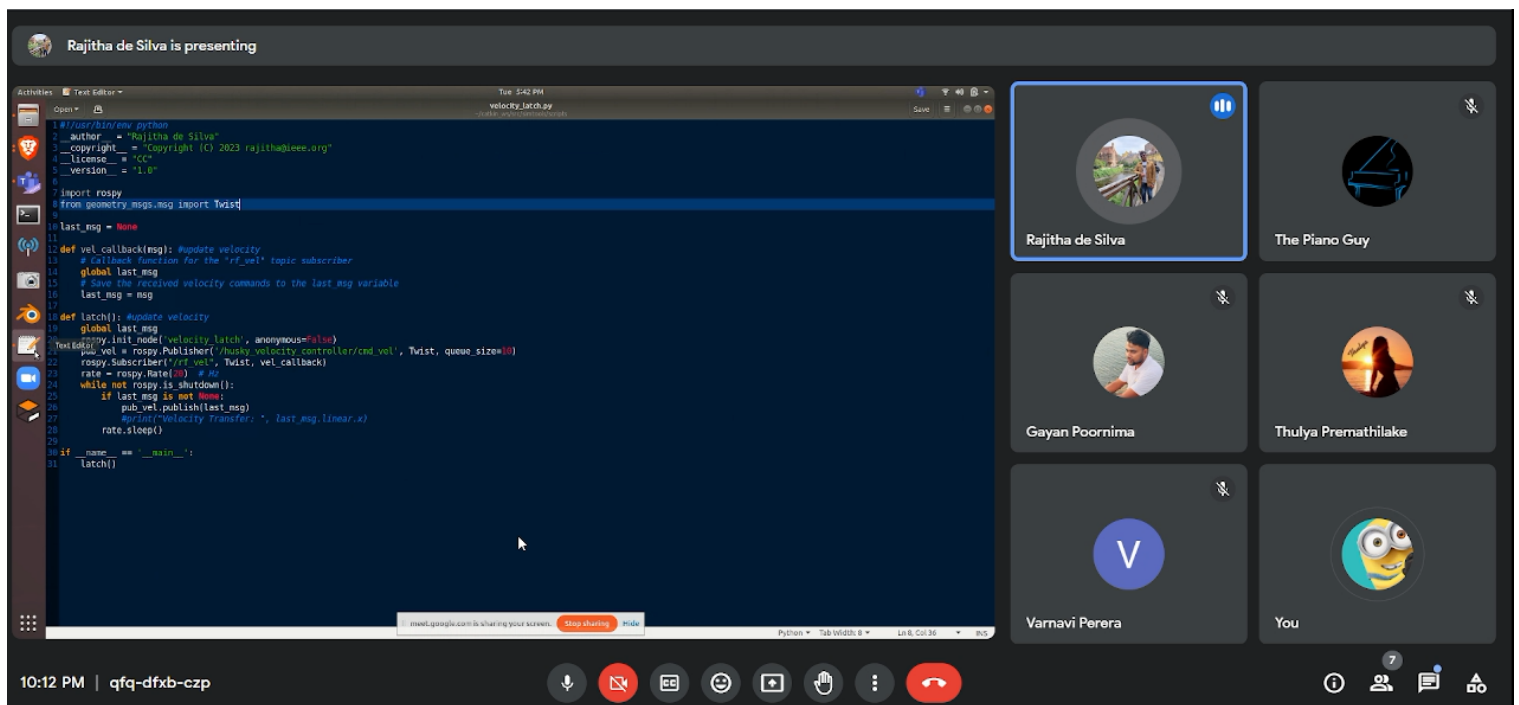 Rajitha de Silva is presenting
Activities Text Editor Tue 5:42 PM
Open velocity_latch.py Save
1 #!/usr/bin/env python
2 __author__ = "Rajitha de Silva"
3 __copyright__ = "Copyright (C) 2023 rajitha@ieee.org"
4 __license__ = "CC"
5 __version__ = "1.0"
6
7 import rospy
8 from geometry_msgs.msg import Twist
9
10 last_msg = None
11
12 def vel_callback(msg): #update velocity
13 # Callback function for the "rf_vel" topic subscriber
14 global last_msg
15 # Save the received velocity commands to the last_msg variable
16 last_msg = msg
17
18 def latch(): #update velocity
19 global last_msg
rospy.init_node('velocity_latch', anonymous=False)
Text Editor
pub_vel = rospy.Publisher('/husky_velocity_controller/cmd_vel', Twist, queue_size=10)
22 rospy.Subscriber("/rf_vel", Twist, vel_callback)
23 rate = rospy.Rate(20) # Hz
24 while not rospy.is_shutdown():
25 if last_msg is not None:
26 pub_vel.publish(last_msg)
27 #print("Velocity Transfer: ", last_msg.linear.x)
28 rate.sleep()
29
30 if __name__ == '__main__':
31 latch()
meet.google.com is sharing your screen. Stop sharing Hide
Python Tab Width: 8 Ln 8, Col 36 INS
Rajitha de Silva
The Piano Guy
Gayan Poornima
Thulya Premathilake
V
Varnavi Perera
You
10:12 PM | qfq-dfxb-czp
CC
7